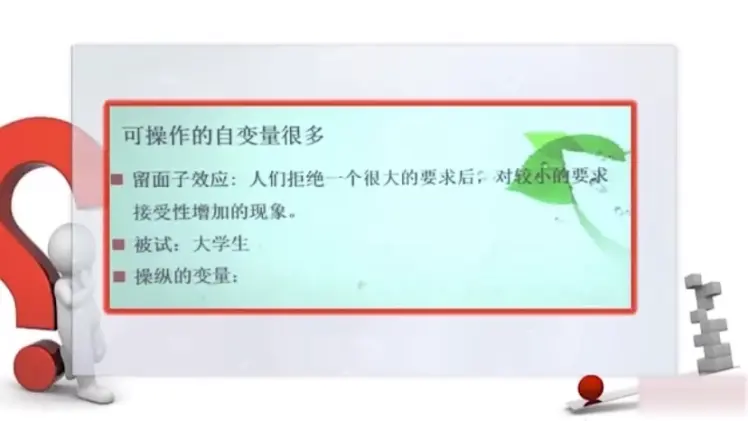 可操作的自变量很多
留面子效应：人们拒绝一个很大的要求后，对较小的要求
接受性增加的现象。
被试：大学生
操纵的变量：